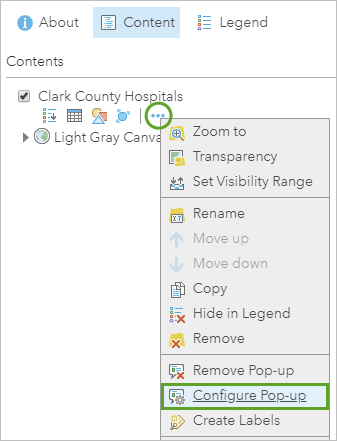 About Content Legend
Contents
Clark County Hospitals
Light Gray Canva
Zoom to
Transparency
Set Visibility Range
Rename
Move up
Move down
Copy
Hide in Legend
Remove
Remove Pop-up
Configure Pop-up
Create Labels